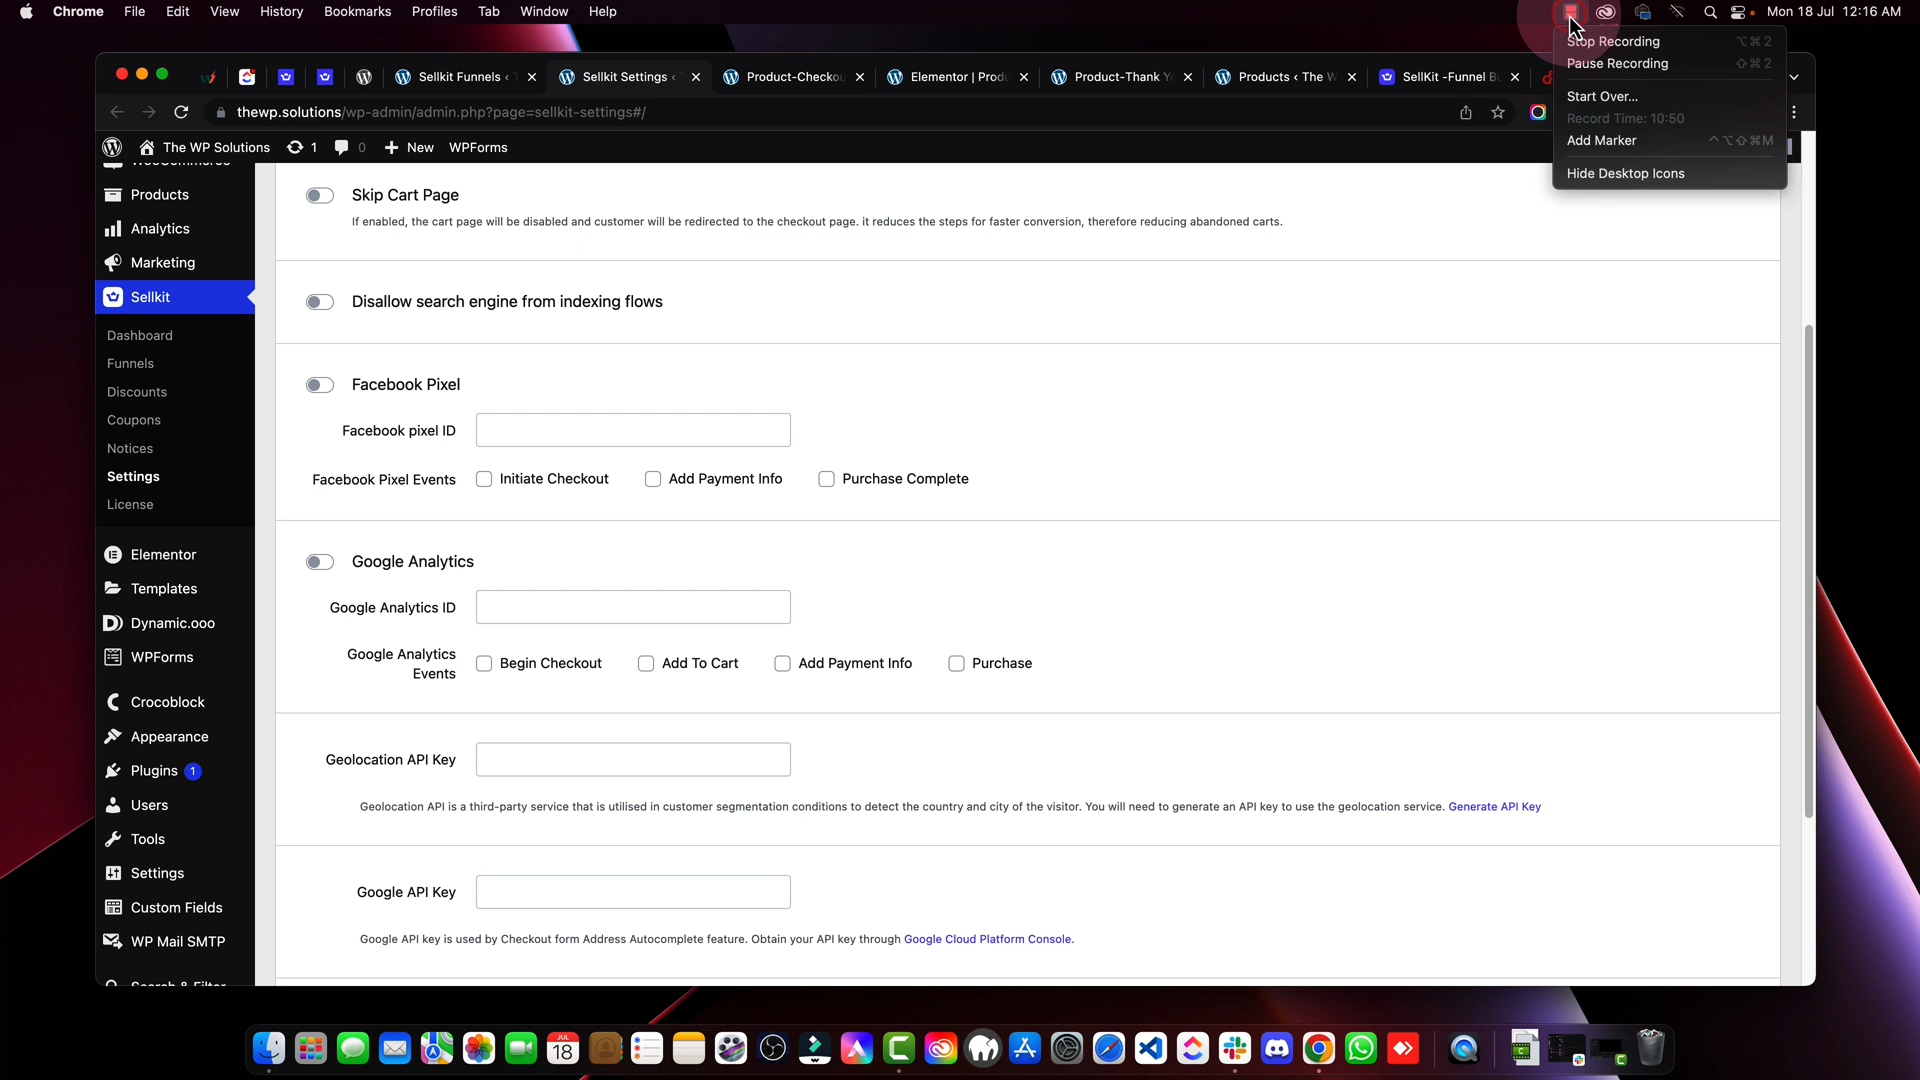 Chrome File Edit View History Bookmarks Profiles Tab Window Help Mon 18 Jul 12:16 AM
Stop Recording ⌥⌘2
Pause Recording ⇧⌘2
Start Over...
Record Time: 10:50
Add Marker ^⌥⇧⌘M
Hide Desktop Icons
Sellkit Funnels ‹ Sellkit Settings ‹ Product-Checkou Elementor | Produ Product-Thank Y Products ‹ The W SellKit -Funnel B
thewp.solutions/wp-admin/admin.php?page=sellkit-settings#/
The WP Solutions 1 0 New WPForms
WooCommerce
Products
Analytics
Marketing
Sellkit
Dashboard
Funnels
Discounts
Coupons
Notices
Settings
License
Elementor
Templates
Dynamic.ooo
WPForms
Crocoblock
Appearance
Plugins 1
Users
Tools
Settings
Custom Fields
WP Mail SMTP
Search & Filter
Skip Cart Page
If enabled, the cart page will be disabled and customer will be redirected to the checkout page. it reduces the steps for faster conversion, therefore reducing abandoned carts.
Disallow search engine from indexing flows
Facebook Pixel
Facebook pixel ID
Facebook Pixel Events Initiate Checkout Add Payment Info Purchase Complete
Google Analytics
Google Analytics ID
Google Analytics
Events Begin Checkout Add To Cart Add Payment Info Purchase
Geolocation API Key
Geolocation API is a third-party service that is utilised in customer segmentation conditions to detect the country and city of the visitor. You will need to generate an API key to use the geolocation service. Generate API Key
Google API Key
Google API key is used by Checkout form Address Autocomplete feature. Obtain your API key through Google Cloud Platform Console.
JUL
18